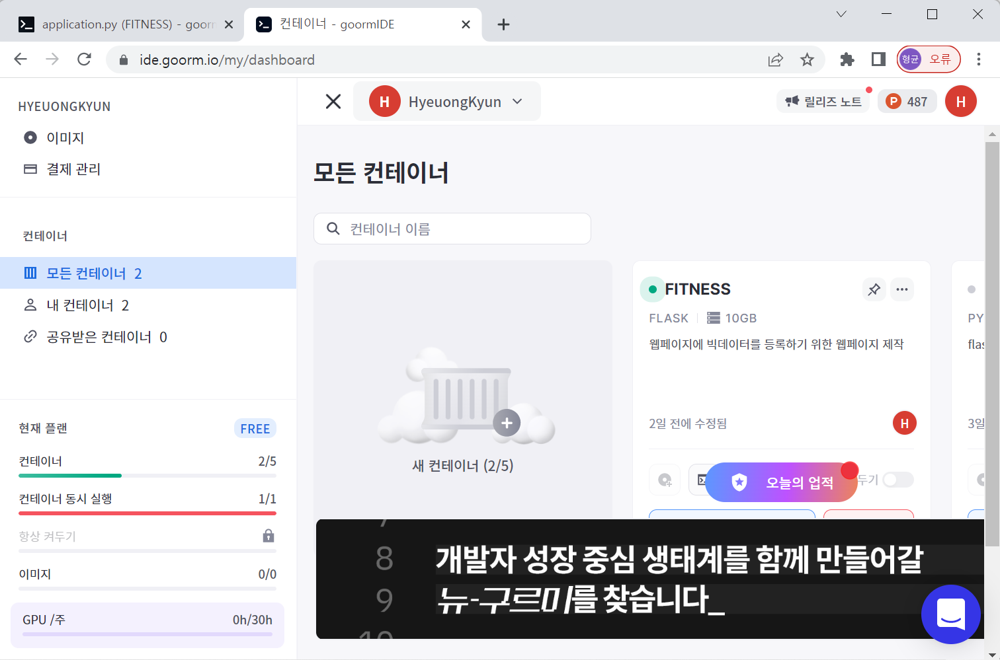 application.py (FITNESS) - goorm
컨테이너 - goormIDE
ide.goorm.io/my/dashboard
형균 오류
HYEUONGKYUN
이미지
결제 관리
컨테이너
모든 컨테이너 2
내 컨테이너 2
공유받은 컨테이너 0
현재 플랜 FREE
컨테이너 2/5
컨테이너 동시 실행 1/1
항상 켜두기
이미지 0/0
GPU /주 0h/30h
H HyeuongKyun
릴리즈 노트
P 487
H
모든 컨테이너
컨테이너 이름
새 컨테이너 (2/5)
FITNESS
FLASK 10GB
웹페이지에 빅데이터를 등록하기 위한 웹페이지 제작
2일 전에 수정됨
H
오늘의 업적
두기
PY
flas
3일
7
8 개발자 성장 중심 생태계를 함께 만들어갈
9 뉴-구르미를 찾습니다_
10